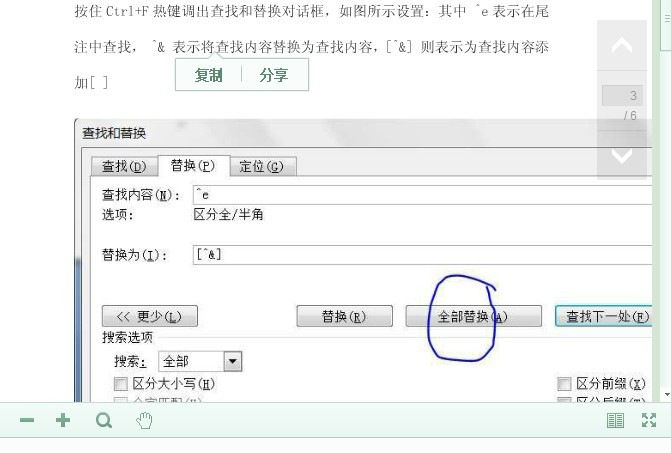 按住 Ctrl+F 热键调出查找和替换对话框，如图所示设置：其中 ^e 表示在尾
注中查找， ^& 表示将查找内容替换为查找内容，[^&] 则表示为查找内容添
加[ ]
复制 分享
3
/ 6
查找和替换
查找(D) 替换(P) 定位(G)
查找内容(N): ^e
选项: 区分全/半角
替换为(I): [^&]
<< 更少(L) 替换(R) 全部替换(A) 查找下一处(F)
搜索选项
搜索: 全部
区分大小写(H) 区分前缀(X)